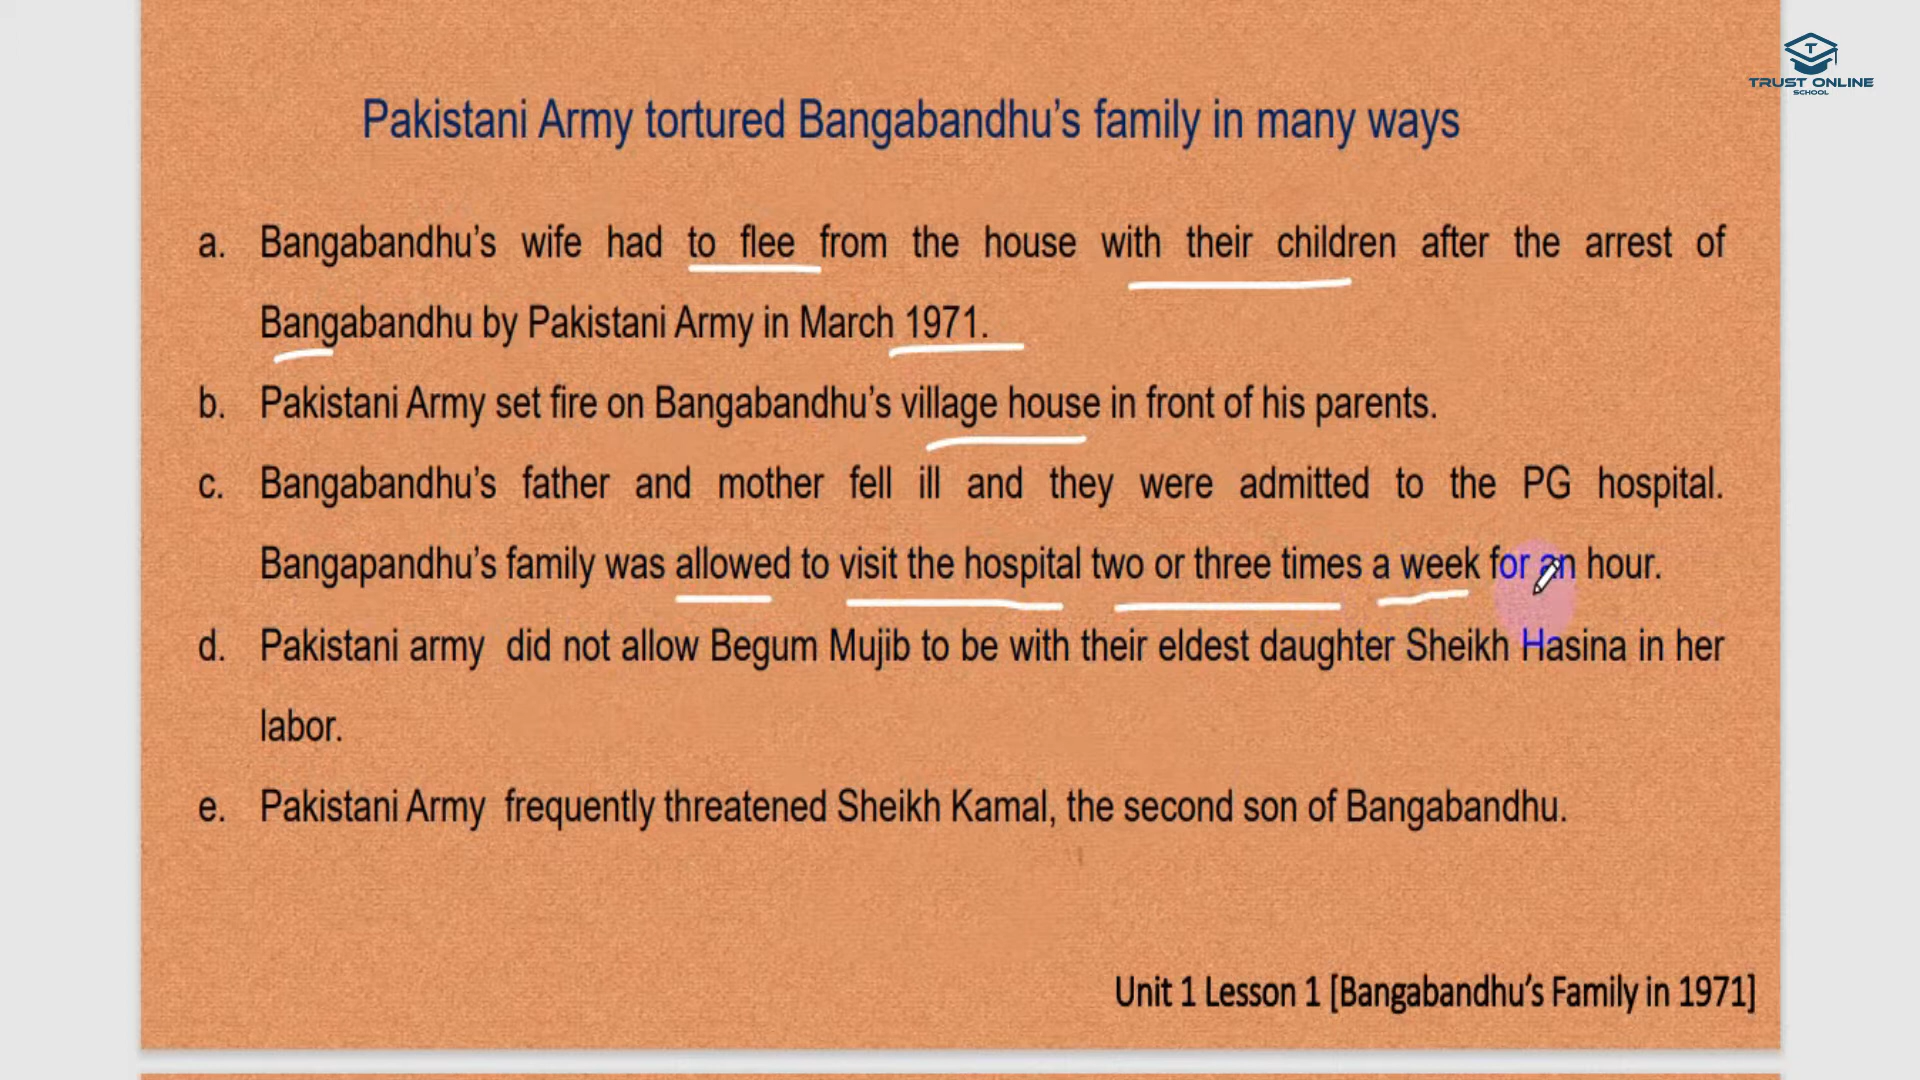 T
TRUST ONLINE
SCHOOL
Pakistani Army tortured Bangabandhu's family in many ways
a. Bangabandhu's wife had to flee from the house with their children after the arrest of
Bangabandhu by Pakistani Army in March 1971.
b. Pakistani Army set fire on Bangabandhu's village house in front of his parents.
c. Bangabandhu's father and mother fell ill and they were admitted to the PG hospital.
Bangapandhu's family was allowed to visit the hospital two or three times a week for an hour.
d. Pakistani army did not allow Begum Mujib to be with their eldest daughter Sheikh Hasina in her
labor.
e. Pakistani Army frequently threatened Sheikh Kamal, the second son of Bangabandhu.
Unit 1 Lesson 1 [Bangabandhu's Family in 1971]